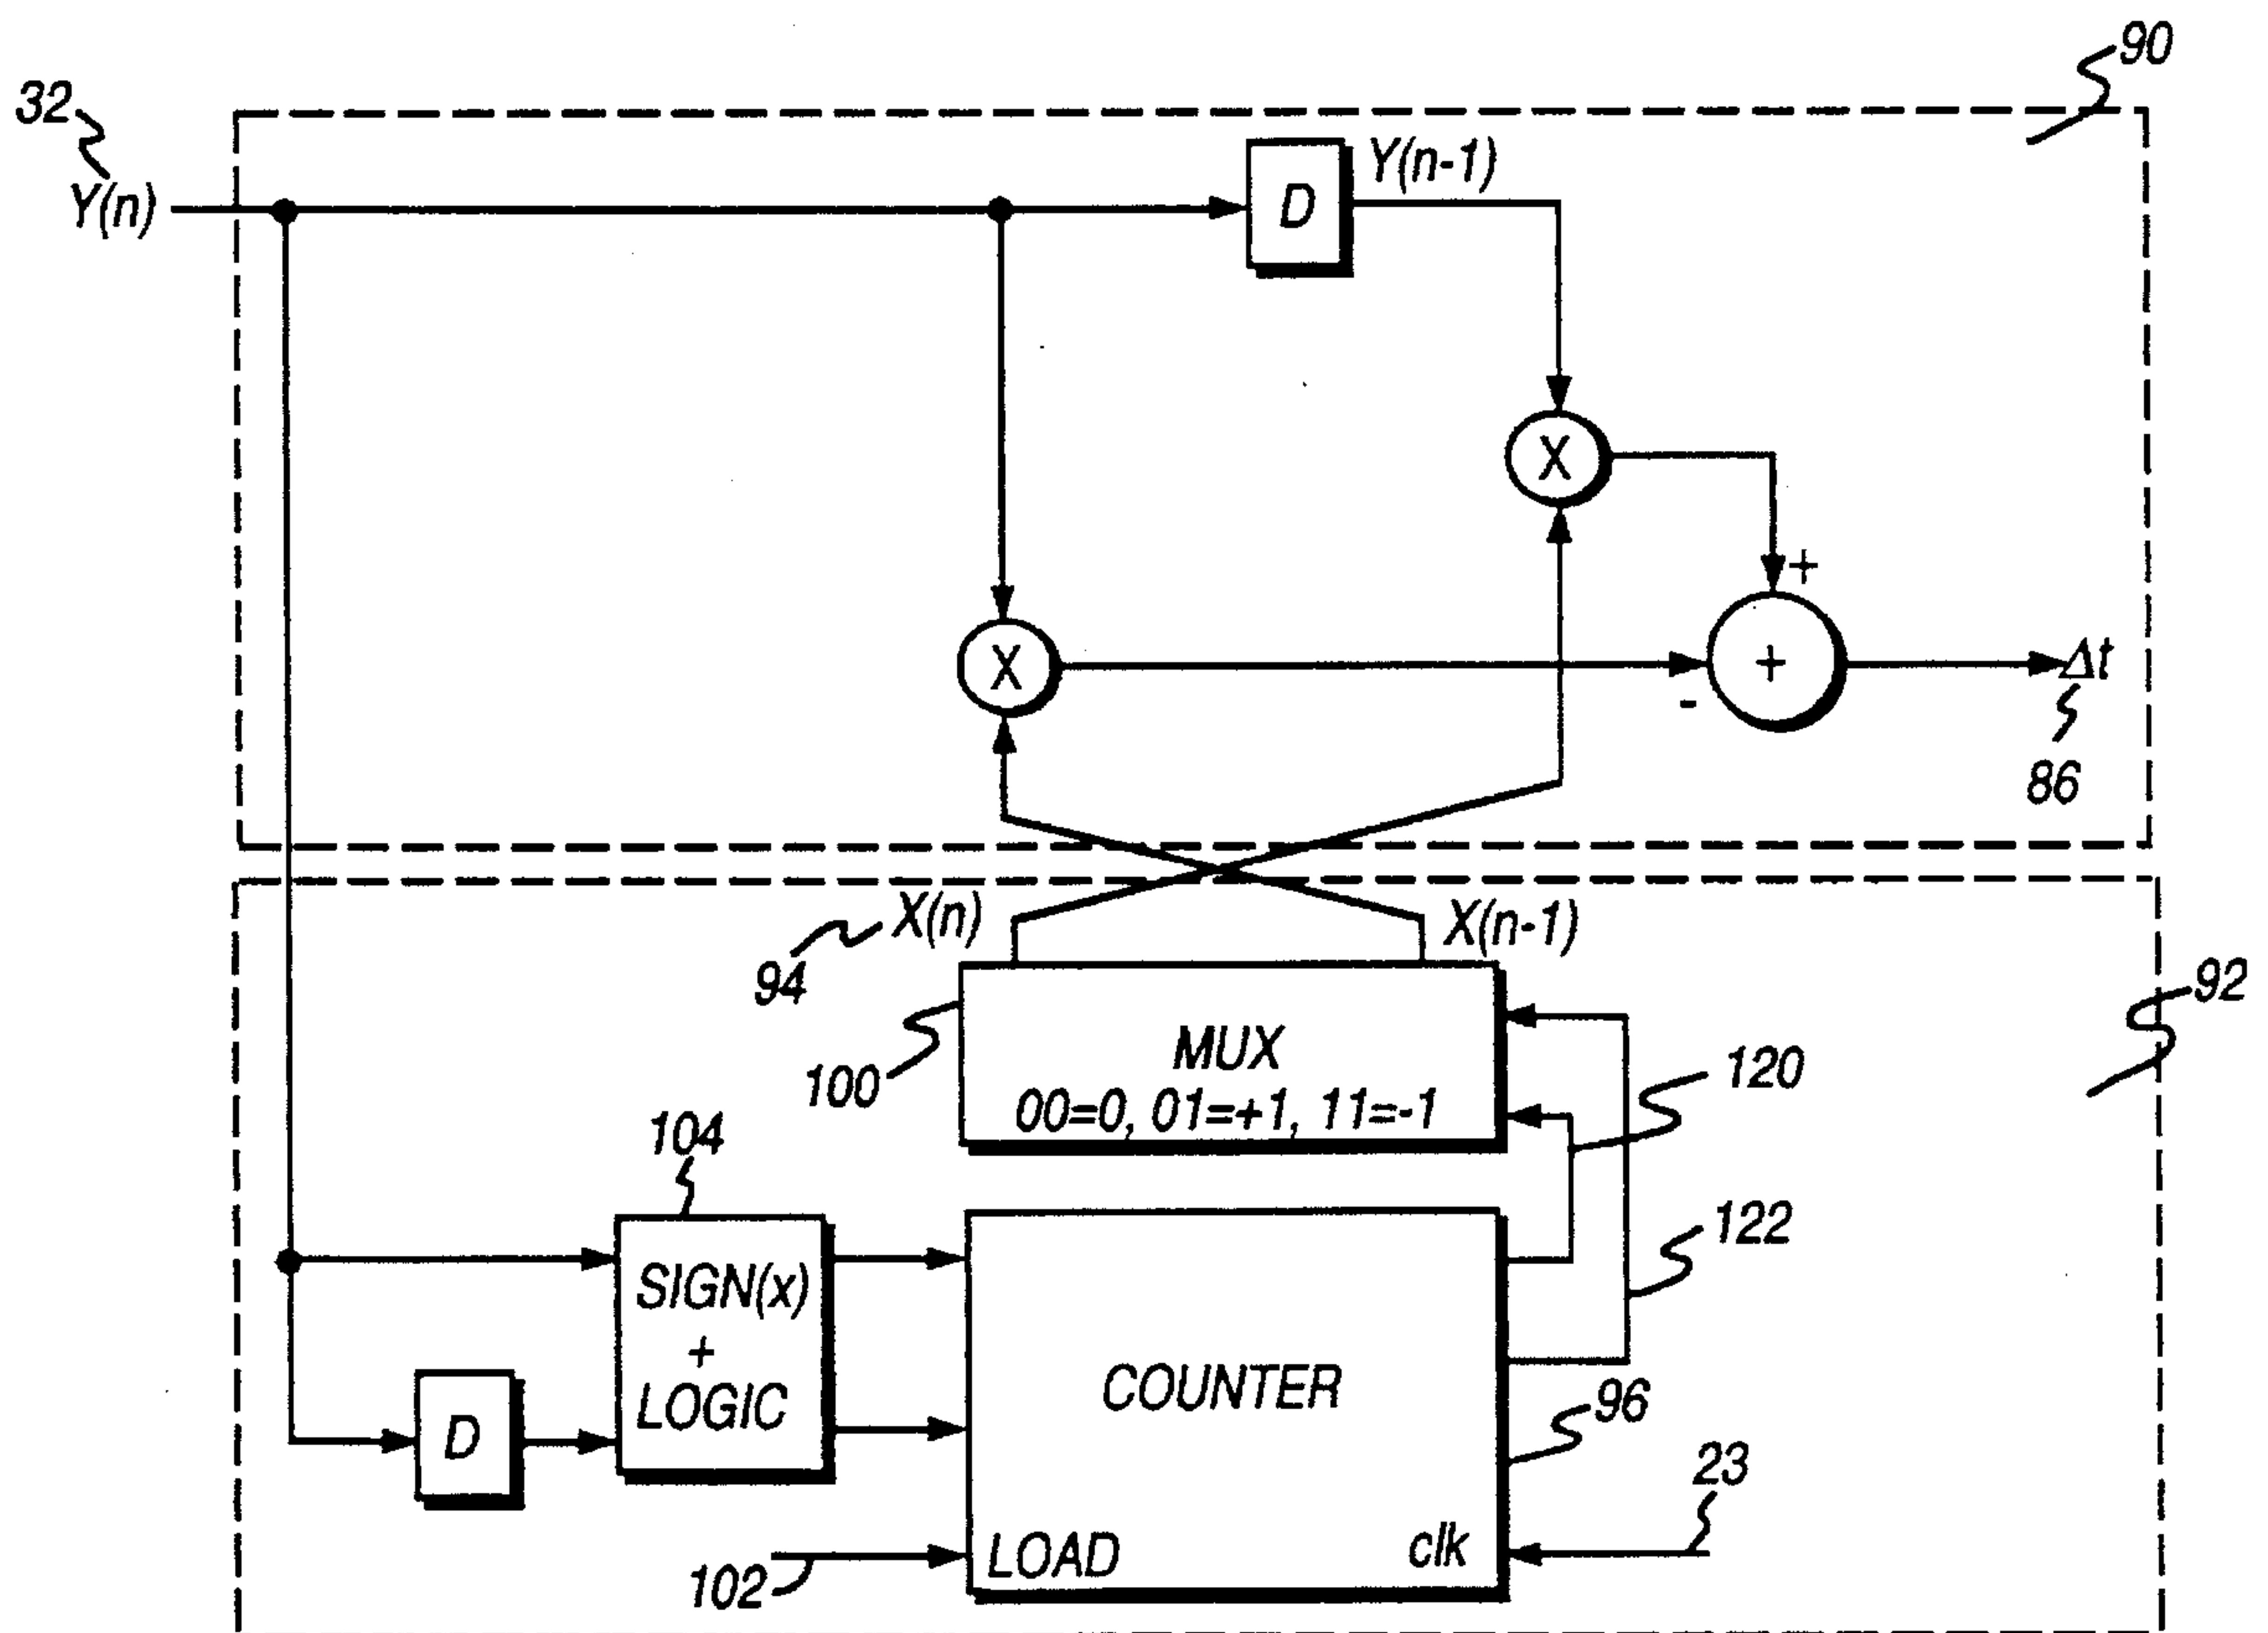 90
32
Y(n)
D
Y(n-1)
X
+
X
+
-
Δt
86
X(n)
X(n-1)
94
92
100
MUX
00=0, 01=+1, 11=-1
120
104
122
SIGN(x)
+
LOGIC
COUNTER
D
96
23
LOAD
clk
102